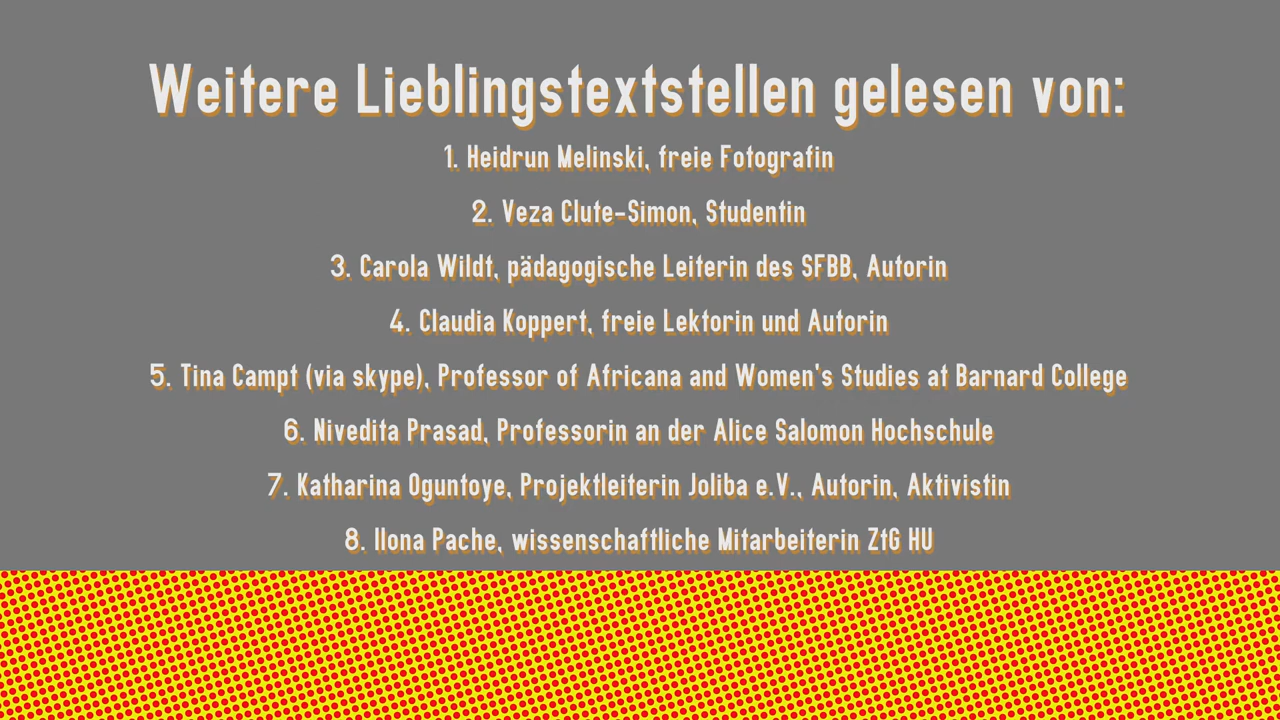 Weitere Lieblingstextstellen gelesen von:
1. Heidrun Melinski, freie Fotografin
2. Veza Clute-Simon, Studentin
3. Carola Wildt, pädagogische Leiterin des SFBB, Autorin
4. Claudia Koppert, freie Lektorin und Autorin
5. Tina Campt (via skype), Professor of Africana and Women's Studies at Barnard College
6. Nivedita Prasad, Professorin an der Alice Salomon Hochschule
7. Katharina Oguntoye, Projektleiterin Joliba e.V., Autorin, Aktivistin
8. Ilona Pache, wissenschaftliche Mitarbeiterin ZtG HU